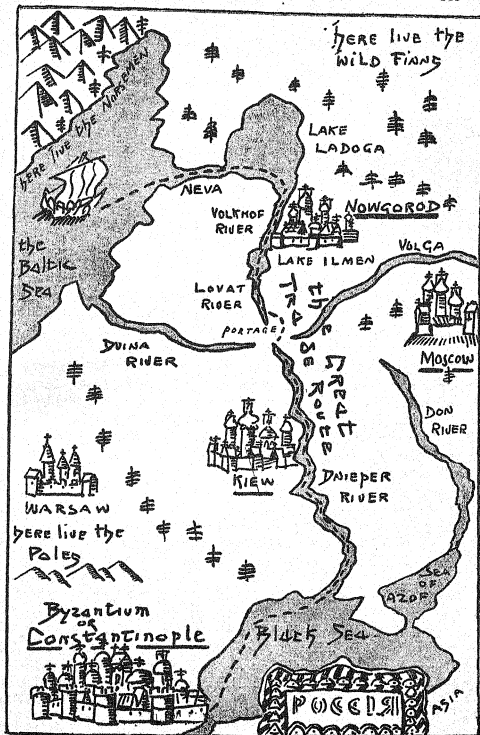 here live the
Wild Finns
here live the Norsemen
LAKE
LADOGA
NEVA
VOLKHOF
RIVER
NOWGOROD
the
Baltic
Sea
LAKE ILMEN
VOLGA
LOVAT
RIVER
PORTAGE
the GREAT
TRADE ROUTE
DUINA
RIVER
MOSCOW
DON
RIVER
KIEW
DNIEPER
RIVER
WARSAW
here live the
Poles
SEA
OF
AZOF
Byzantium
or
Constantinople
Black Sea
РОССІЯ
ASIA